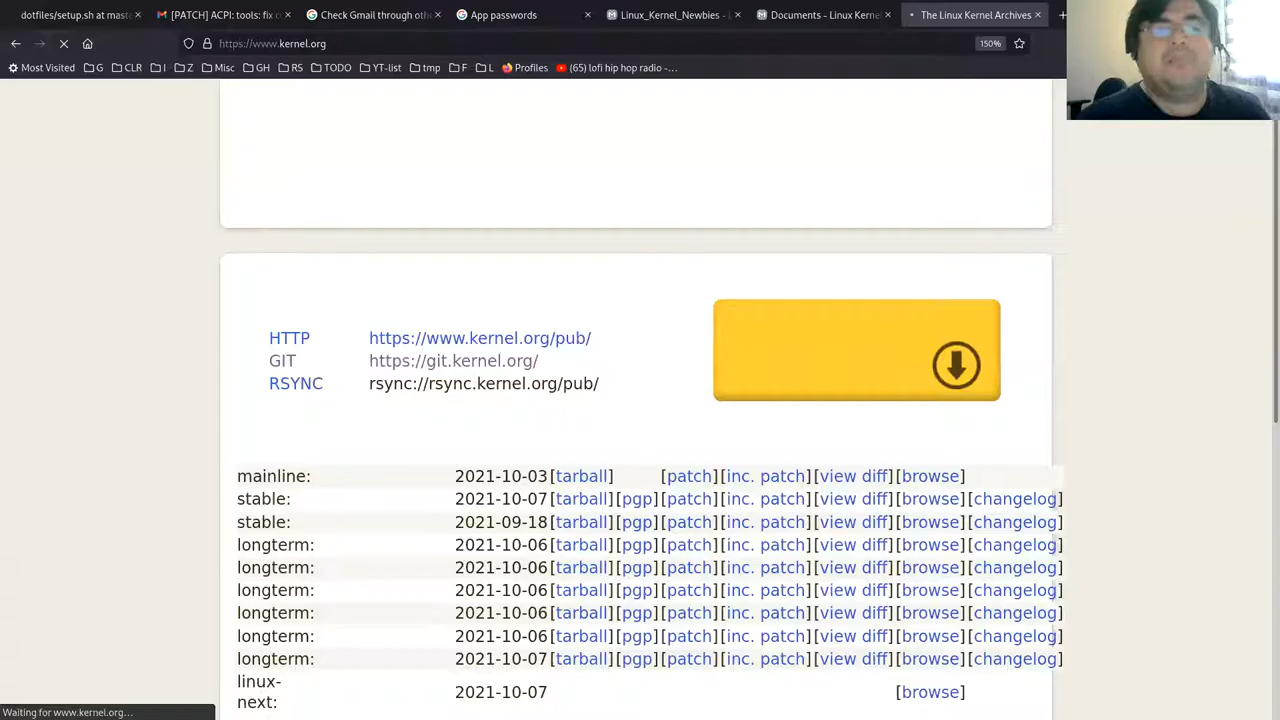 dotfiles/setup.sh at maste
[PATCH] ACPI: tools: fix c
Check Gmail through othe
App passwords
Linux_Kernel_Newbies -
Documents - Linux Kernel
The Linux Kernel Archives
https://www.kernel.org
150%
Most Visited G CLR I Z Misc GH RS TODO YT-list tmp F L Profiles (65) lofi hip hop radio -…
HTTP https://www.kernel.org/pub/
GIT https://git.kernel.org/
RSYNC rsync://rsync.kernel.org/pub/
mainline: 2021-10-03 [tarball] [patch] [inc. patch] [view diff] [browse]
stable: 2021-10-07 [tarball] [pgp] [patch] [inc. patch] [view diff] [browse] [changelog]
stable: 2021-09-18 [tarball] [pgp] [patch] [inc. patch] [view diff] [browse] [changelog]
longterm: 2021-10-06 [tarball] [pgp] [patch] [inc. patch] [view diff] [browse] [changelog]
longterm: 2021-10-06 [tarball] [pgp] [patch] [inc. patch] [view diff] [browse] [changelog]
longterm: 2021-10-06 [tarball] [pgp] [patch] [inc. patch] [view diff] [browse] [changelog]
longterm: 2021-10-06 [tarball] [pgp] [patch] [inc. patch] [view diff] [browse] [changelog]
longterm: 2021-10-06 [tarball] [pgp] [patch] [inc. patch] [view diff] [browse] [changelog]
longterm: 2021-10-07 [tarball] [pgp] [patch] [inc. patch] [view diff] [browse] [changelog]
linux-
next: 2021-10-07 [browse]
Waiting for www.kernel.org…